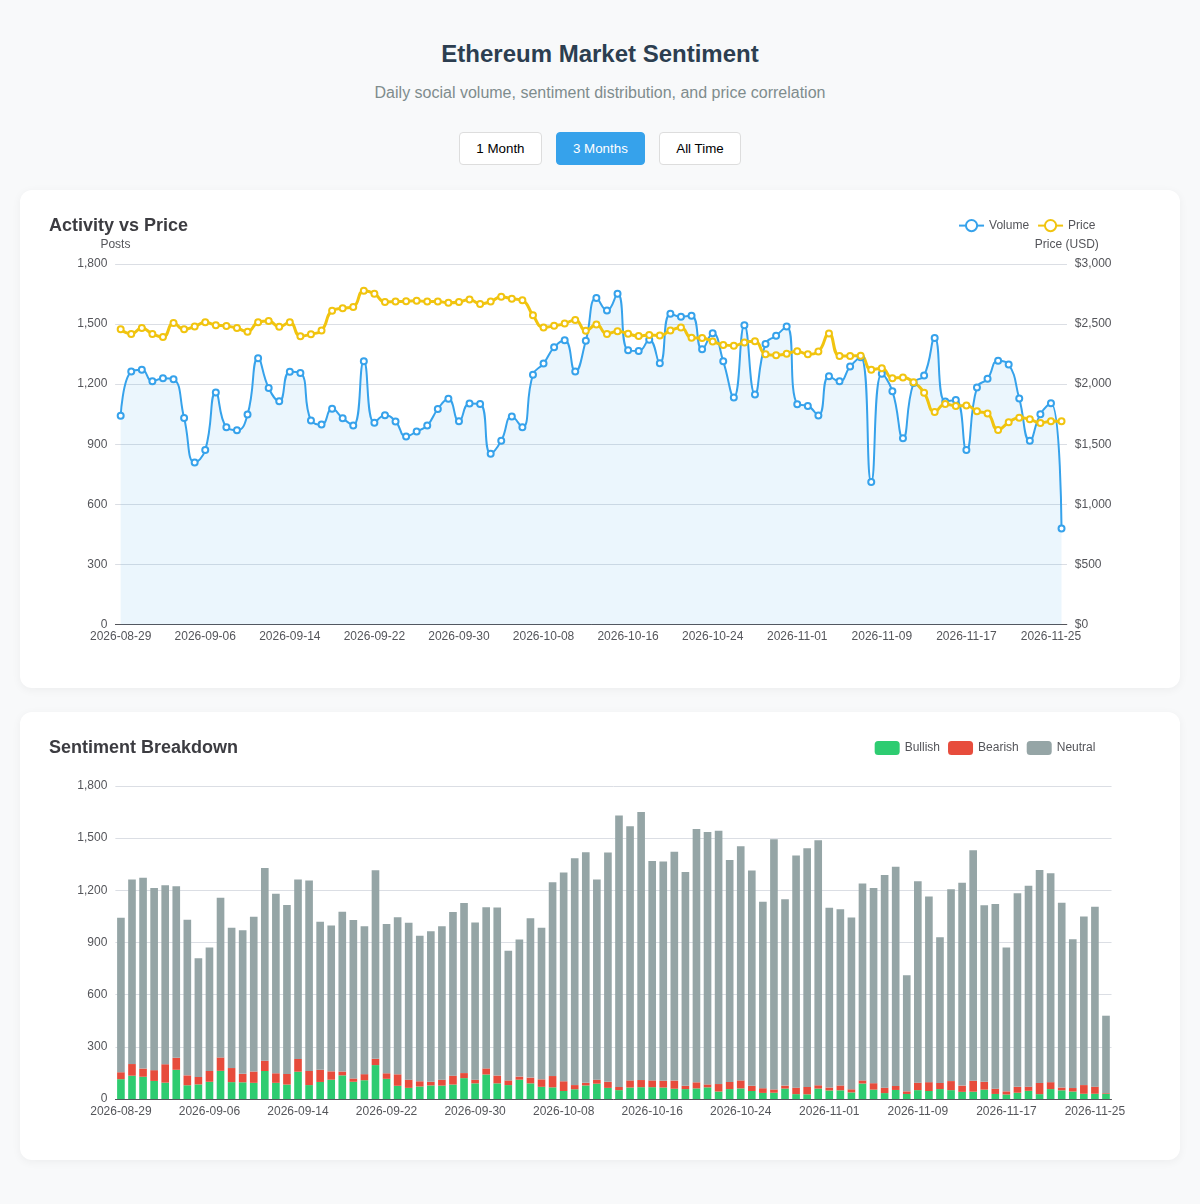 Ethereum Market Sentiment
Daily social volume, sentiment distribution, and price correlation
1 Month 3 Months All Time
Activity vs Price
Volume Price
Posts Price (USD)
1,800 $3,000
1,500 $2,500
1,200 $2,000
900 $1,500
600 $1,000
300 $500
0 $0
2026-08-29 2026-09-06 2026-09-14 2026-09-22 2026-09-30 2026-10-08 2026-10-16 2026-10-24 2026-11-01 2026-11-09 2026-11-17 2026-11-25
Sentiment Breakdown
Bullish Bearish Neutral
1,800
1,500
1,200
900
600
300
0
2026-08-29 2026-09-06 2026-09-14 2026-09-22 2026-09-30 2026-10-08 2026-10-16 2026-10-24 2026-11-01 2026-11-09 2026-11-17 2026-11-25